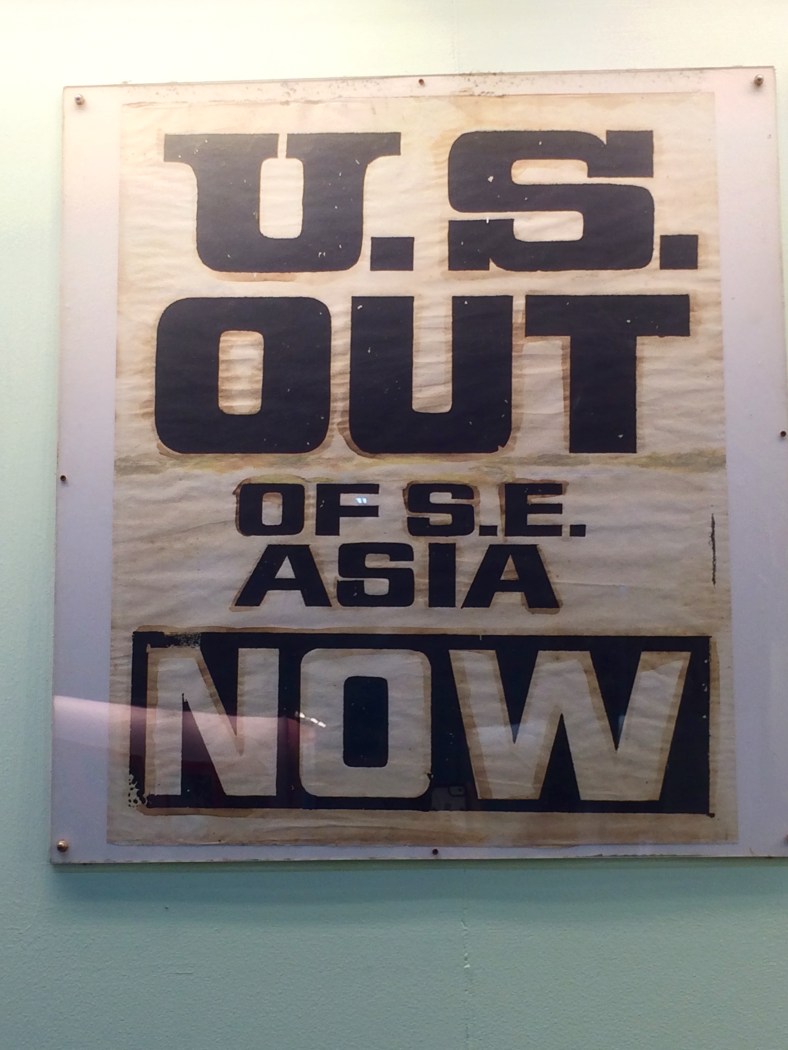 U.S.
OUT
OF S.E.
ASIA
NOW